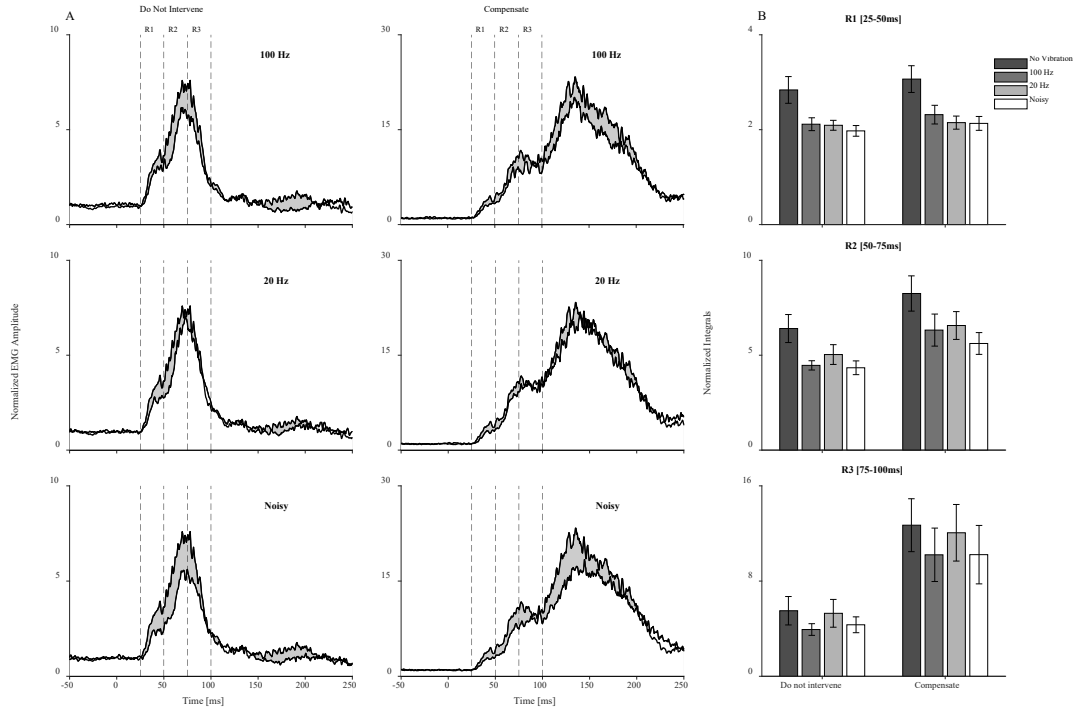 A
Do Not Intervene
Compensate
B
R1 [25-50ms]
10
R1
R2
R3
30
R1
R2
R3
4
100 Hz
100 Hz
No Vibration
100 Hz
20 Hz
Noisy
5
15
2
0
0
0
R2 [50-75ms]
10
30
10
20 Hz
20 Hz
Normalized EMG Amplitude
Normalized Integrals
5
15
5
0
0
0
R3 [75-100ms]
10
30
16
Noisy
Noisy
5
15
8
0
0
0
-50 0 50 100 150 200 250
-50 0 50 100 150 200 250
Do not intervene
Compensate
Time [ms]
Time [ms]